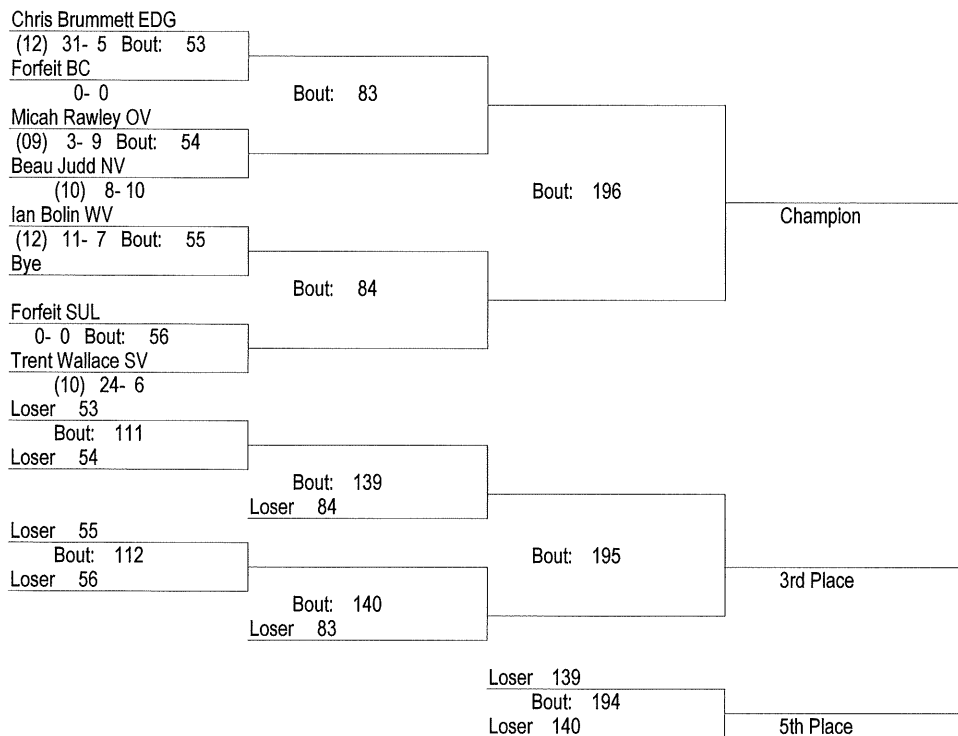 Chris Brummett EDG
(12) 31- 5 Bout: 53
Forfeit BC
0- 0
Bout: 83
Micah Rawley OV
(09) 3- 9 Bout: 54
Beau Judd NV
(10) 8- 10
Bout: 196
Champion
Ian Bolin WV
(12) 11- 7 Bout: 55
Bye
Bout: 84
Forfeit SUL
0- 0 Bout: 56
Trent Wallace SV
(10) 24- 6
Loser 53
Bout: 111
Loser 54
Bout: 139
Loser 84
Loser 55
Bout: 112
Loser 56
Bout: 195
3rd Place
Bout: 140
Loser 83
Loser 139
Bout: 194
Loser 140
5th Place